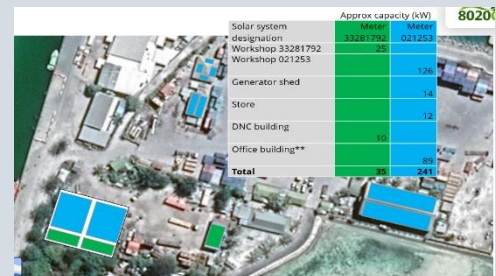 Approx capacity (kW)
8020
Solar system designation Meter 33281792 Meter 021253
Workshop 33281792 25
Workshop 021253 126
Generator shed 14
Store 12
DNC building 10
Office building** 89
Total 35 241